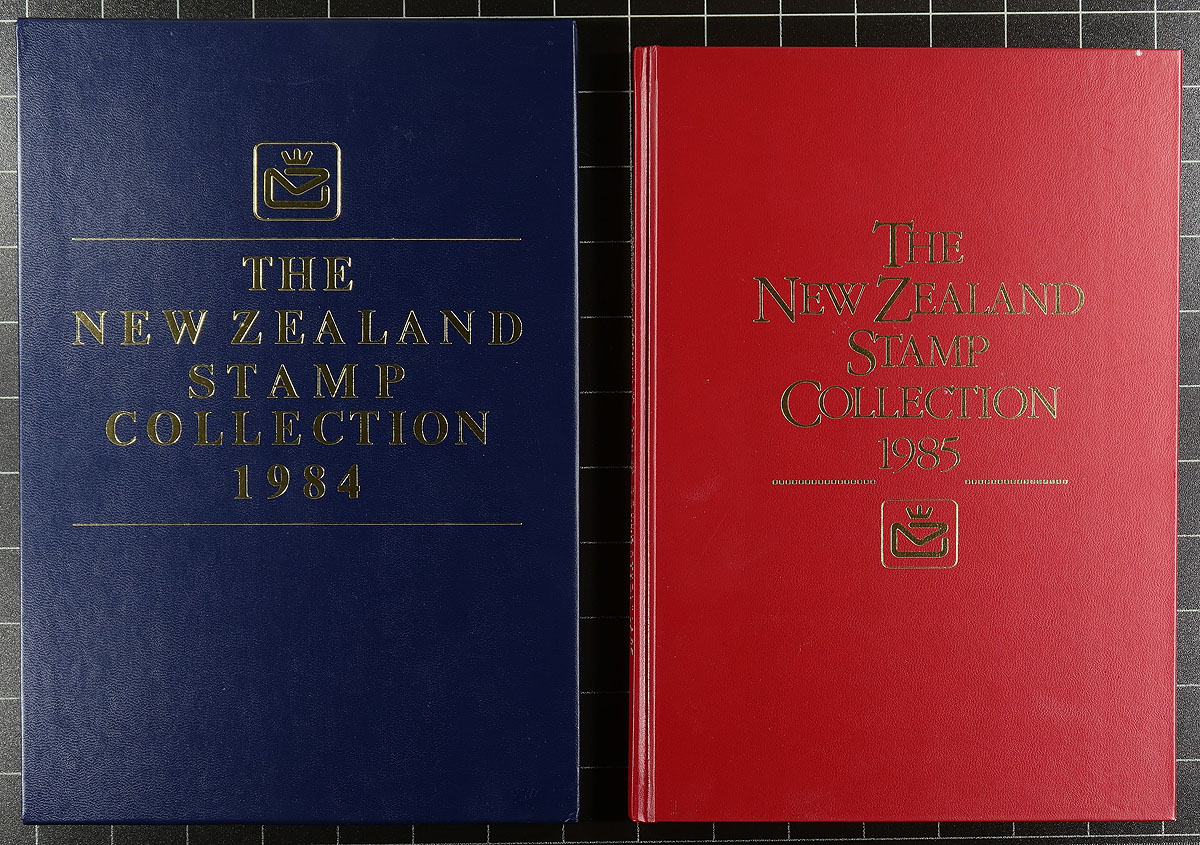 THE
NEW ZEALAND
STAMP
COLLECTION
1984
THE
NEW ZEALAND
STAMP
COLLECTION
1985